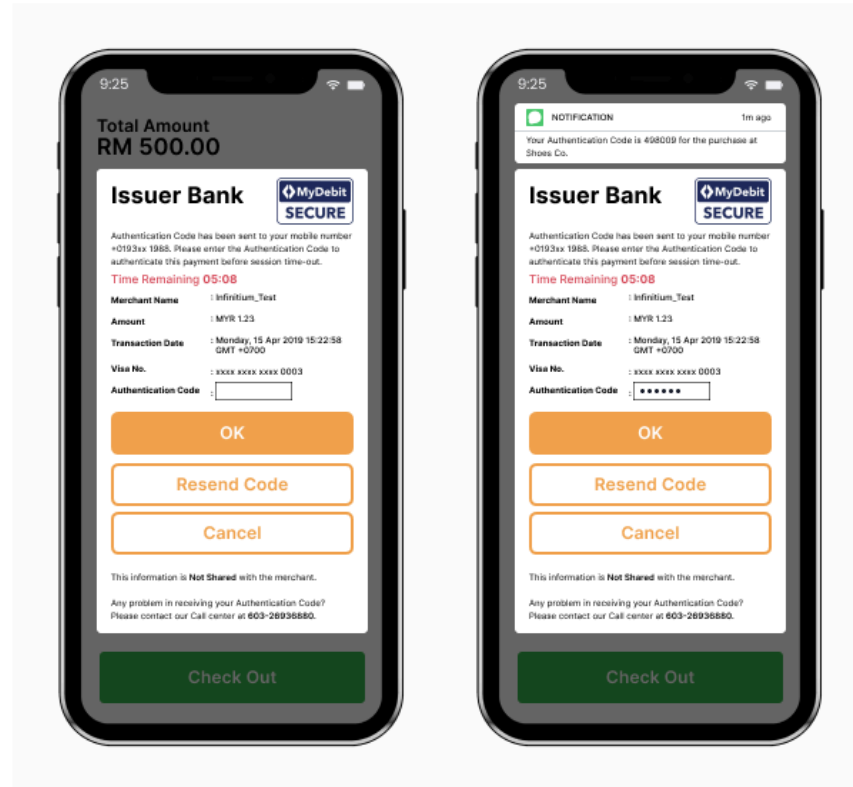 9:25
Total Amount
RM 500.00
Issuer Bank
MyDebit
SECURE
Authentication Code has been sent to your mobile number
+0193xx 1988. Please enter the Authentication Code to
authenticate this payment before session time-out.
Time Remaining 05:08
Merchant Name : Infinitium_Test
Amount : MYR 1.23
Transaction Date : Monday, 15 Apr 2019 15:22:58
GMT +0700
Visa No. : xxxx xxxx xxxx 0003
Authentication Code :
OK
Resend Code
Cancel
This information is Not Shared with the merchant.
Any problem in receiving your Authentication Code?
Please contact our Call center at 603-26936880.
Check Out
9:25
NOTIFICATION 1m ago
Your Authentication Code is 498009 for the purchase at
Shoes Co.
Issuer Bank
MyDebit
SECURE
Authentication Code has been sent to your mobile number
+0193xx 1988. Please enter the Authentication Code to
authenticate this payment before session time-out.
Time Remaining 05:08
Merchant Name : Infinitium_Test
Amount : MYR 1.23
Transaction Date : Monday, 15 Apr 2019 15:22:58
GMT +0700
Visa No. : xxxx xxxx xxxx 0003
Authentication Code : ••••••
OK
Resend Code
Cancel
This information is Not Shared with the merchant.
Any problem in receiving your Authentication Code?
Please contact our Call center at 603-26936880.
Check Out